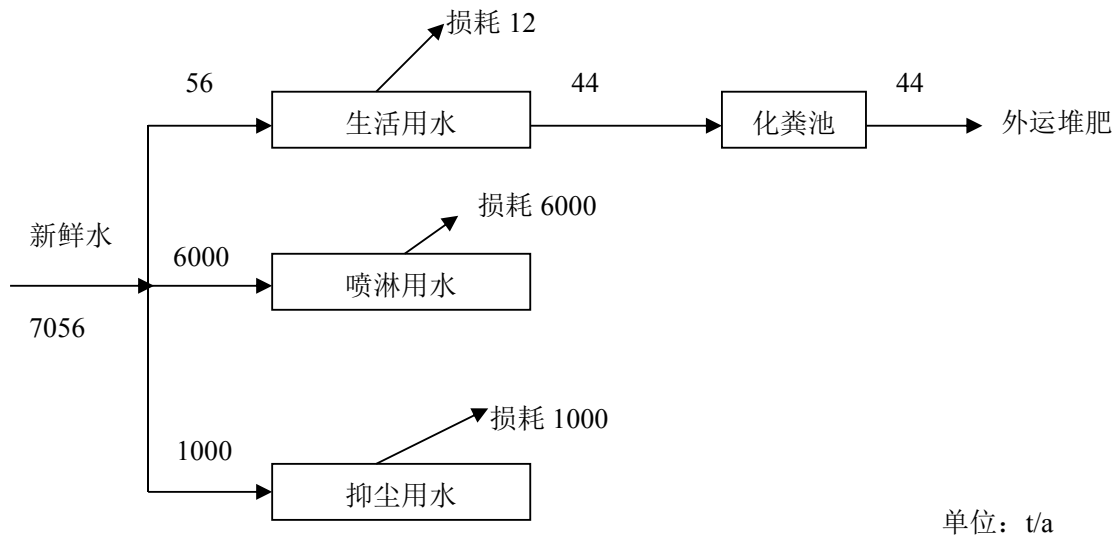 损耗 12
56
44
44
生活用水
化粪池
外运堆肥
损耗 6000
新鲜水
6000
喷淋用水
7056
损耗 1000
1000
抑尘用水
单位：t/a